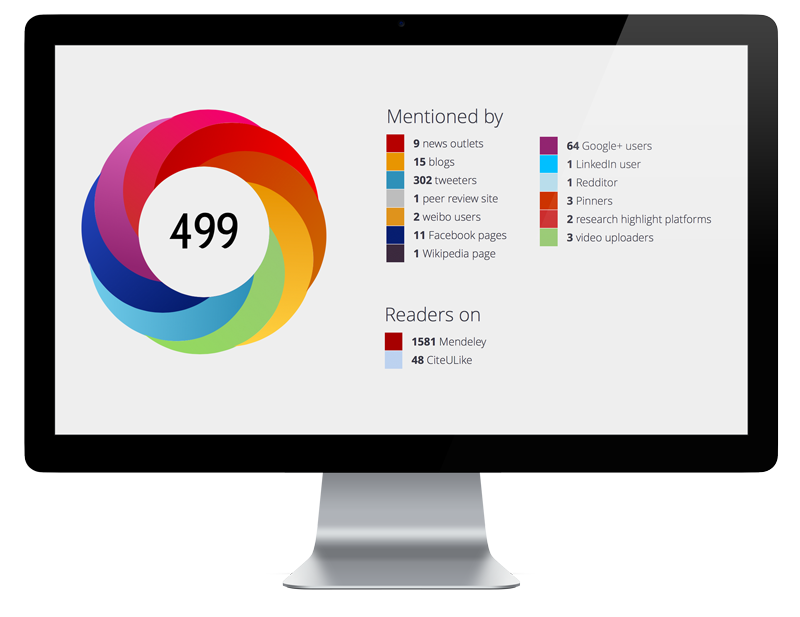 499
Mentioned by
9 news outlets
15 blogs
302 tweeters
1 peer review site
2 weibo users
11 Facebook pages
1 Wikipedia page
64 Google+ users
1 LinkedIn user
1 Redditor
3 Pinners
2 research highlight platforms
3 video uploaders
Readers on
1581 Mendeley
48 CiteULike